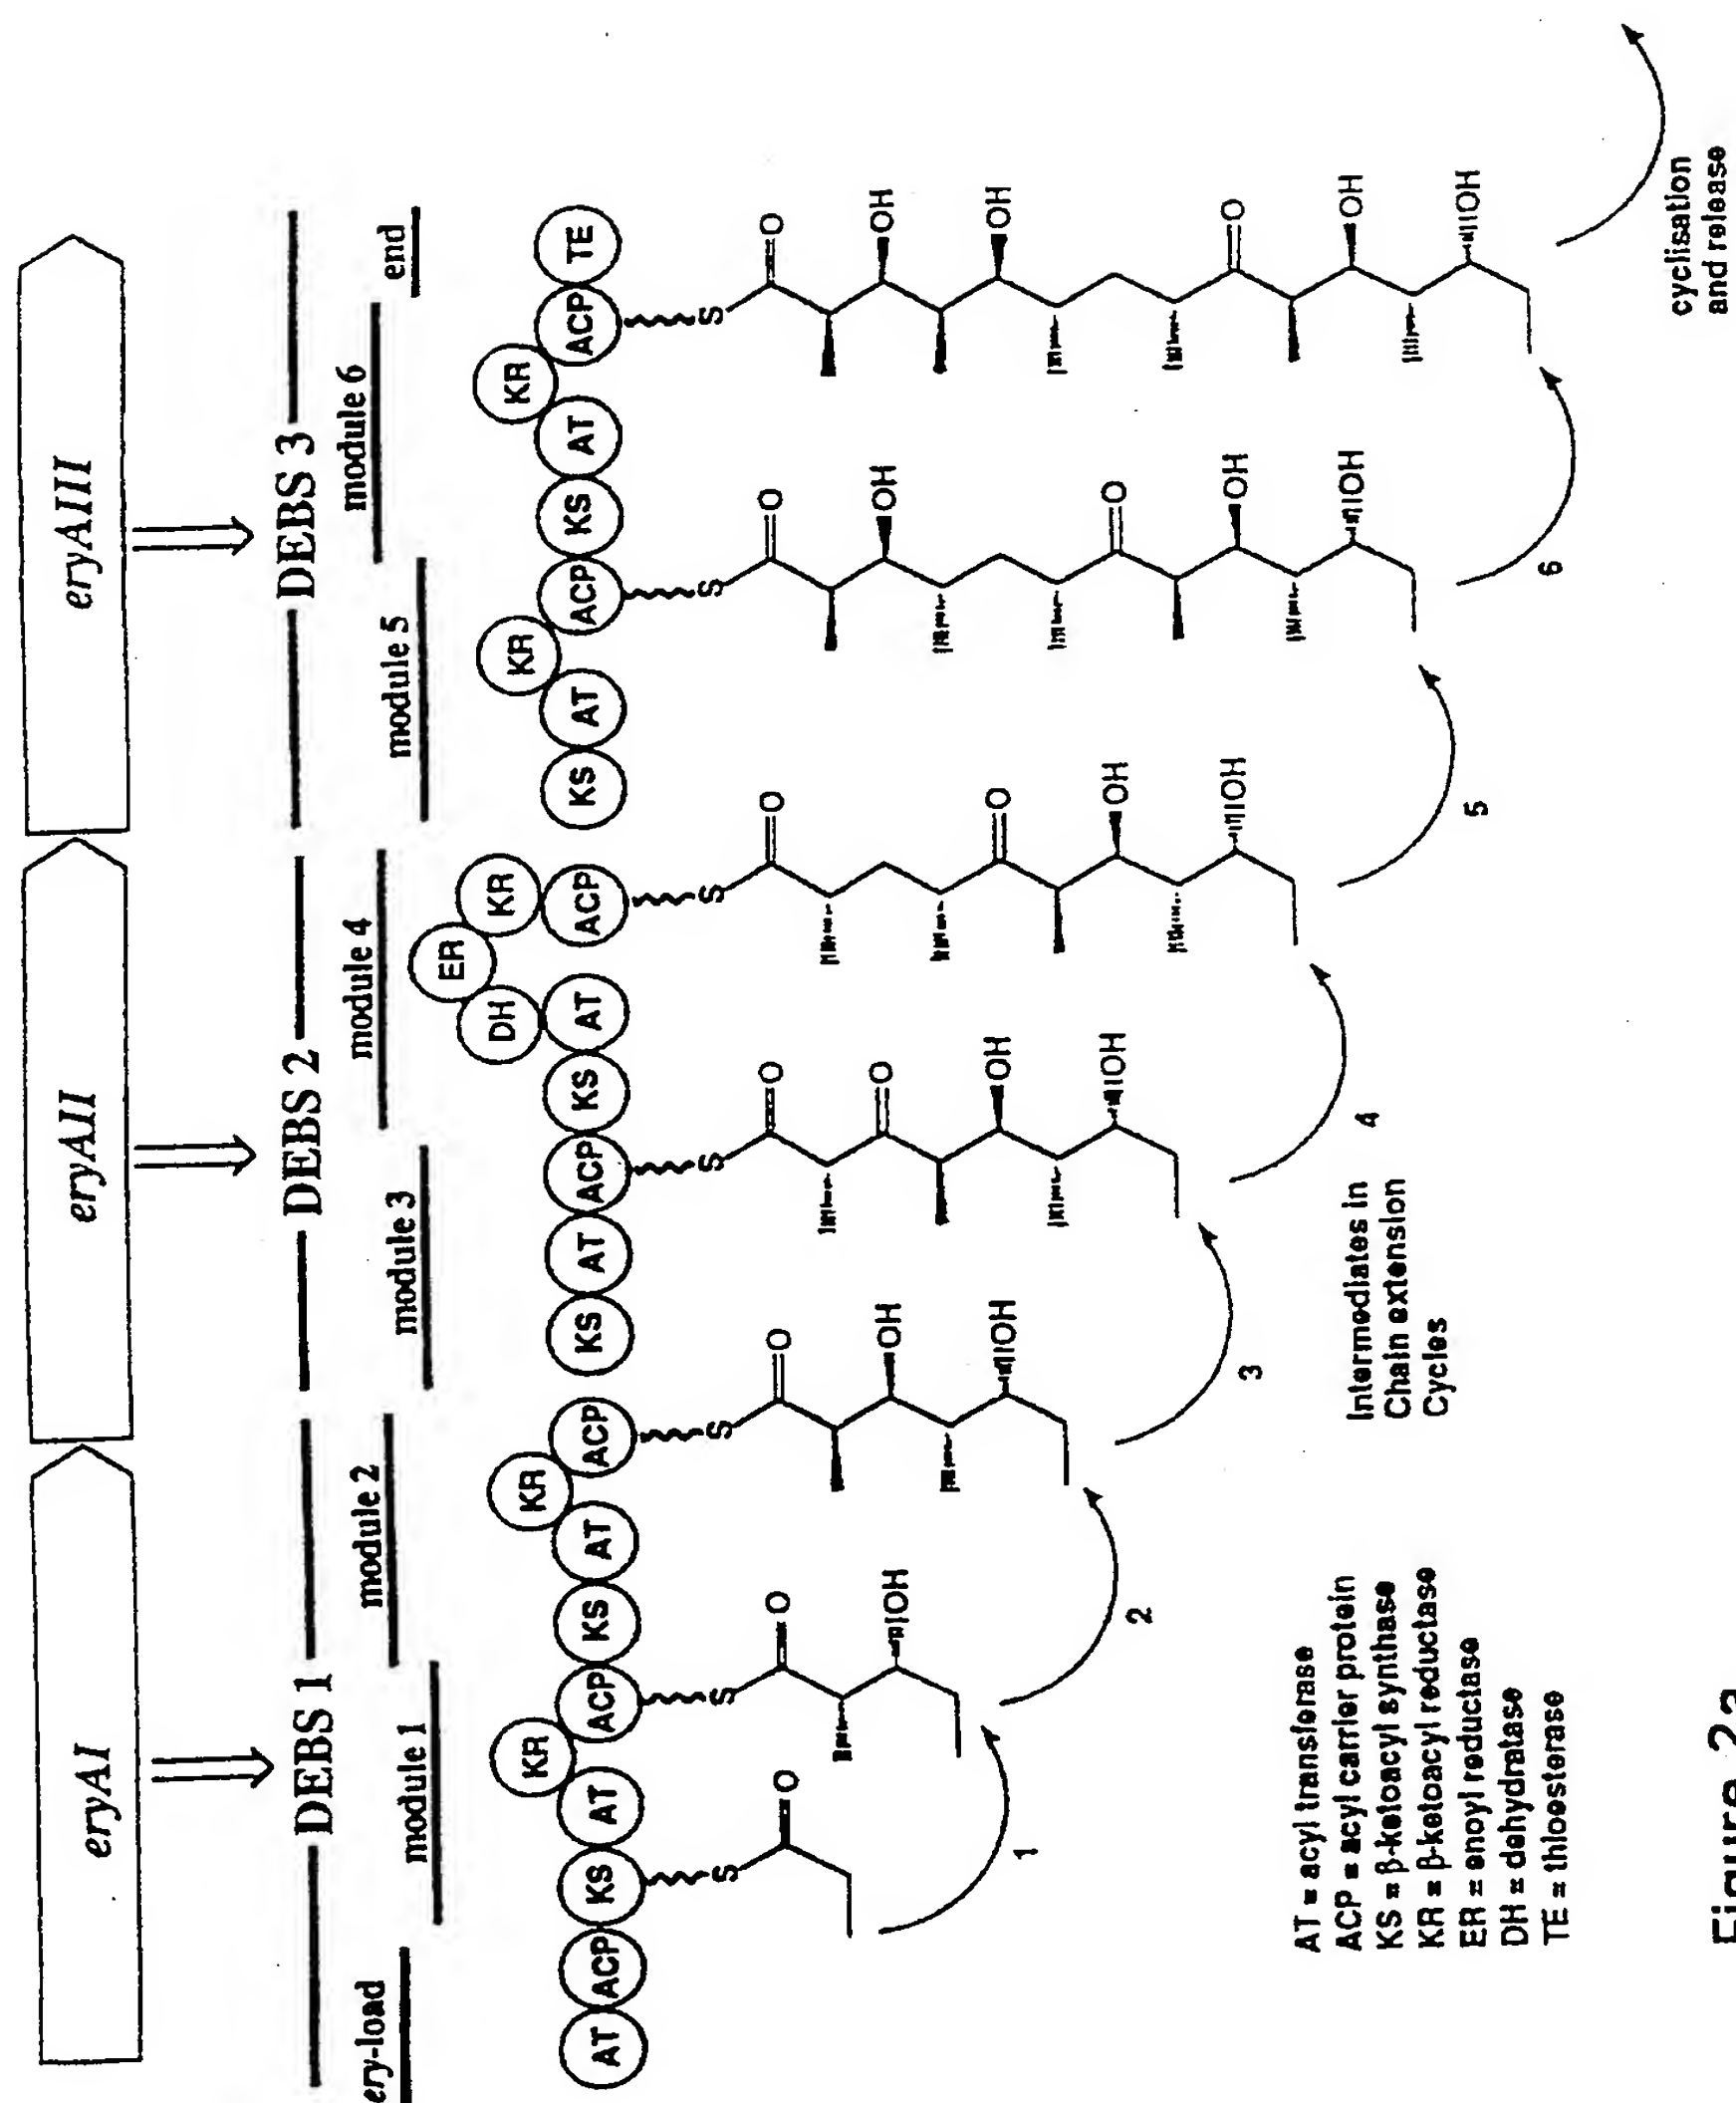 eryAI eryAII eryAIII
DEBS 1 DEBS 2 DEBS 3
ery-load module 1 module 2 module 3 module 4 module 5 module 6 end
AT ACP KS AT KR ACP KS AT KR ACP
KS AT ACP KS AT DH ER KR ACP
KS AT KR ACP KS AT KR ACP TE
S O
S O OH
S O OH OH
S O O OH OH
S O O OH OH
S O OH O OH OH
S O OH OH O OH OH
1
2
3
4
5
6
cyclisation
and release
Intermediates in
Chain extension
Cycles
AT = acyl transferase
ACP = acyl carrier protein
KS = β-ketoacyl synthase
KR = β-ketoacyl reductase
ER = enoyl reductase
DH = dehydratase
TE = thioesterase
Figure 2a